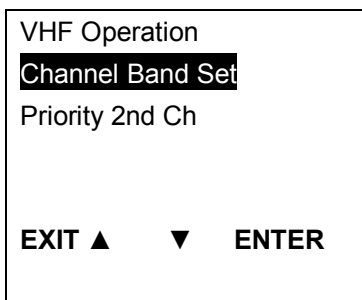 VHF Operation
Channel Band Set
Priority 2nd Ch
EXIT ▲ ▼ ENTER